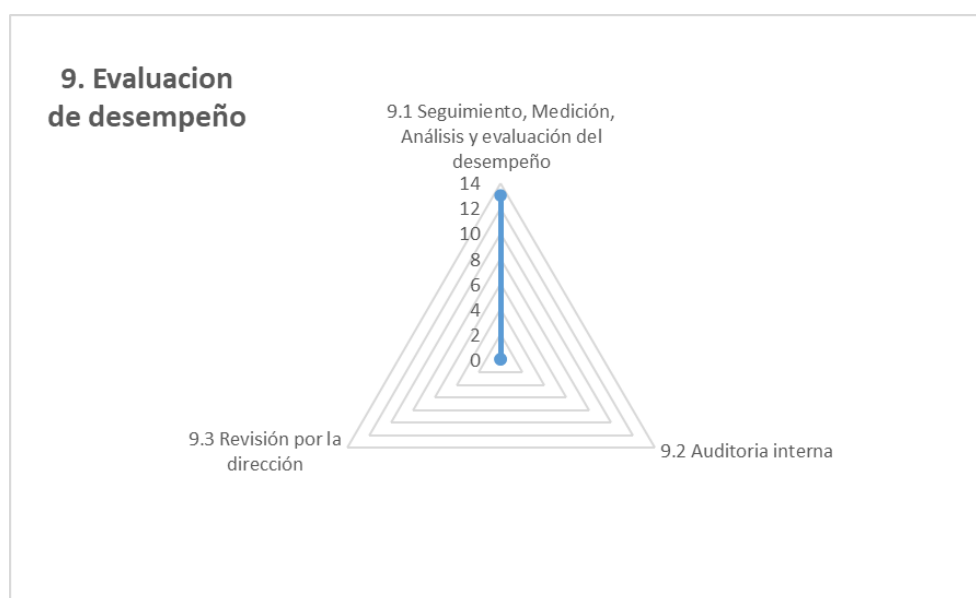 9. Evaluacion
de desempeño
9.1 Seguimiento, Medición,
Análisis y evaluación del
desempeño
14
12
10
8
6
4
2
0
9.3 Revisión por la
dirección
9.2 Auditoria interna